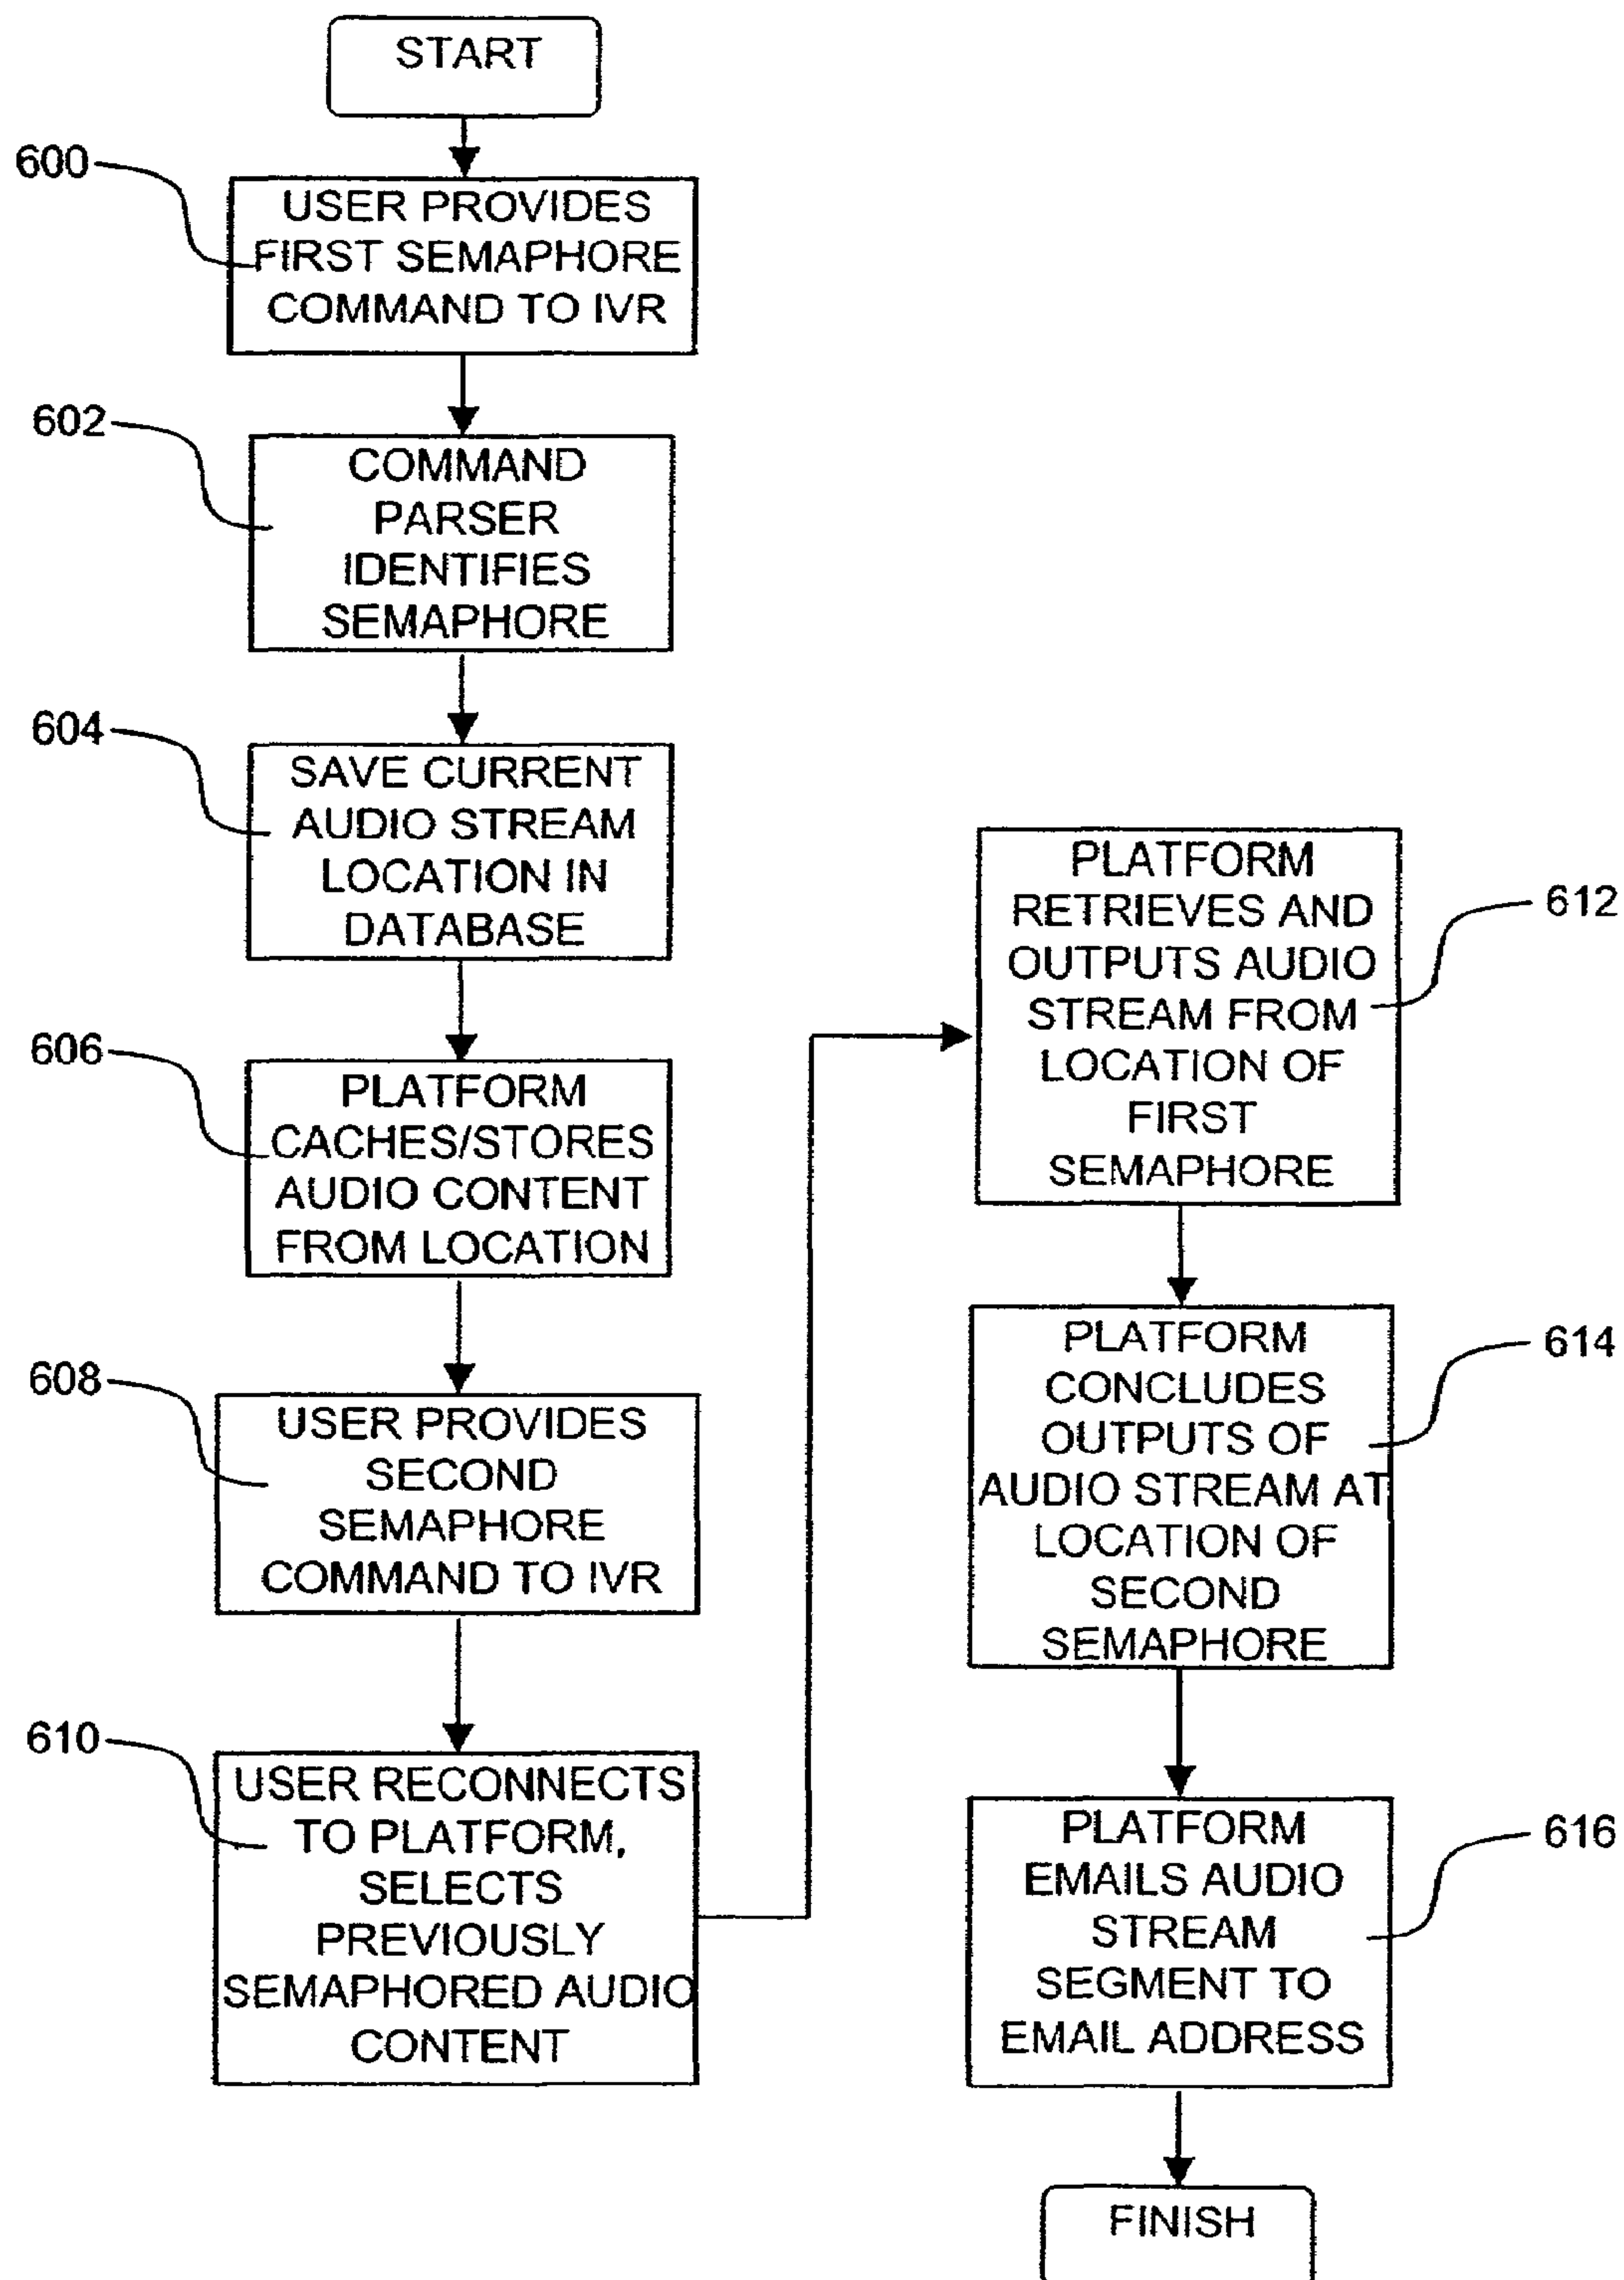 START
600
USER PROVIDES
FIRST SEMAPHORE
COMMAND TO IVR
602
COMMAND
PARSER
IDENTIFIES
SEMAPHORE
604
SAVE CURRENT
AUDIO STREAM
LOCATION IN
DATABASE
606
PLATFORM
CACHES/STORES
AUDIO CONTENT
FROM LOCATION
608
USER PROVIDES
SECOND
SEMAPHORE
COMMAND TO IVR
610
USER RECONNECTS
TO PLATFORM,
SELECTS
PREVIOUSLY
SEMAPHORED AUDIO
CONTENT
PLATFORM
RETRIEVES AND
OUTPUTS AUDIO
STREAM FROM
LOCATION OF
FIRST
SEMAPHORE
612
PLATFORM
CONCLUDES
OUTPUTS OF
AUDIO STREAM AT
LOCATION OF
SECOND
SEMAPHORE
614
PLATFORM
EMAILS AUDIO
STREAM
SEGMENT TO
EMAIL ADDRESS
616
FINISH